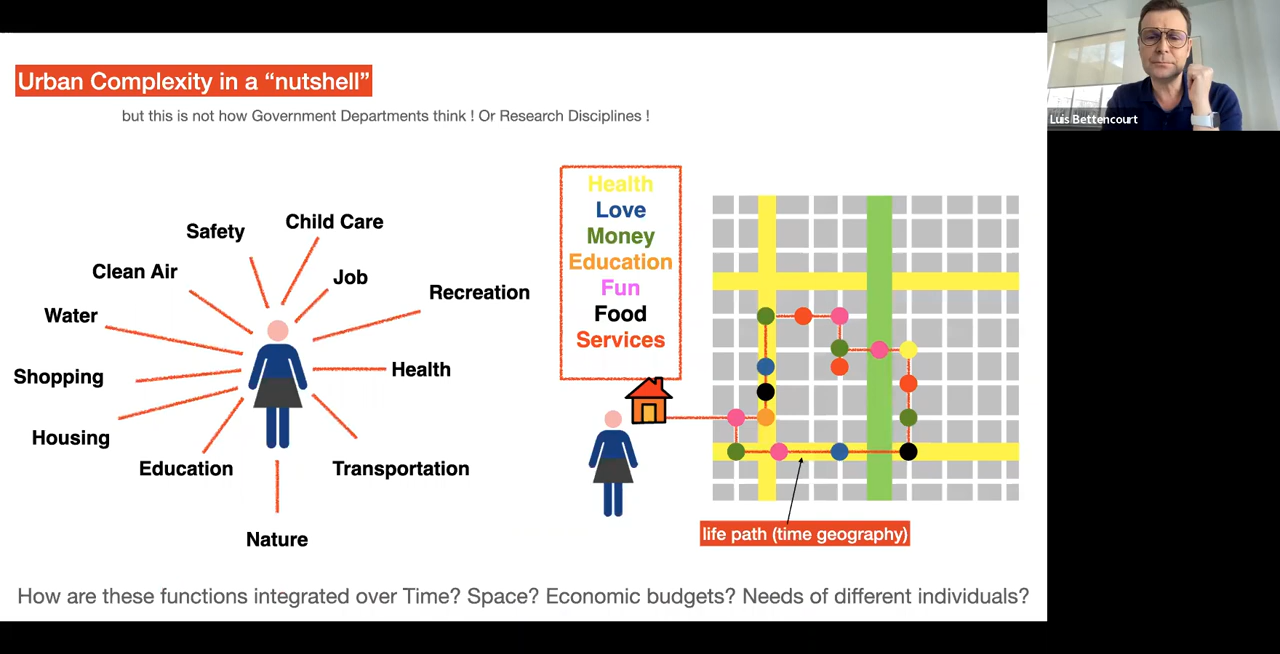 Urban Complexity in a “nutshell”
but this is not how Government Departments think ! Or Research Disciplines !
Luis Bettencourt
Safety
Child Care
Clean Air
Job
Recreation
Water
Shopping
Health
Housing
Education
Transportation
Nature
Health
Love
Money
Education
Fun
Food
Services
life path (time geography)
How are these functions integrated over Time? Space? Economic budgets? Needs of different individuals?